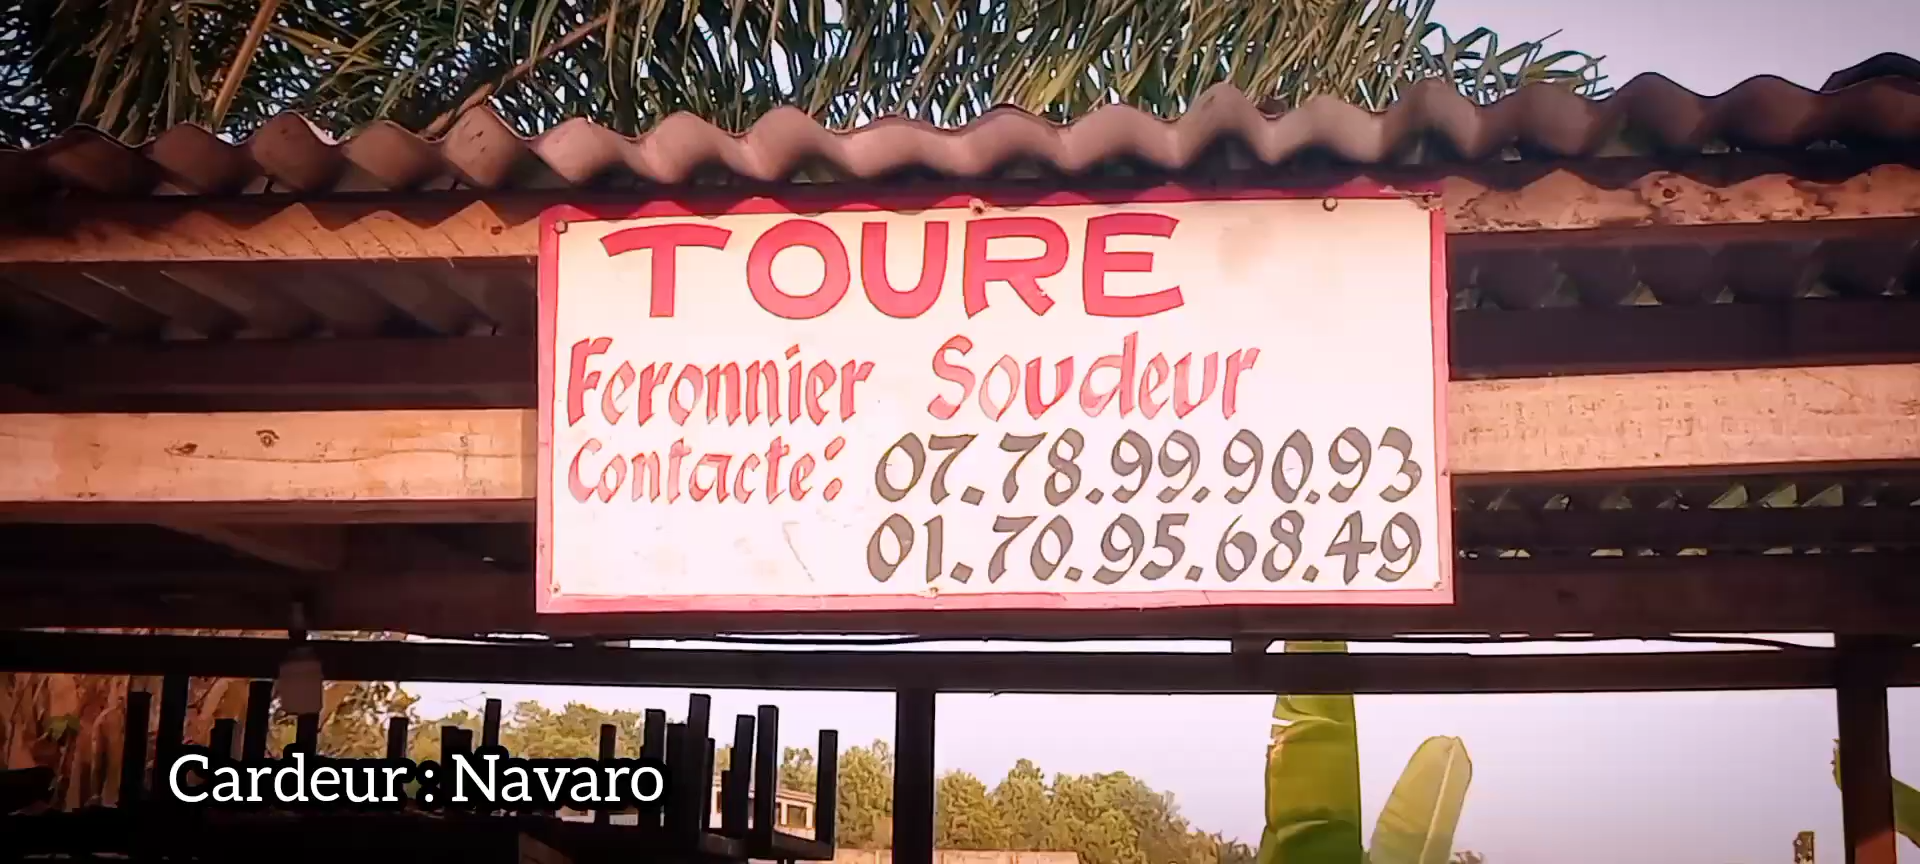 TOURE
Feronnier Soudeur
Contacte: 07.78.99.90.93
01.70.95.68.49
Cardeur : Navaro